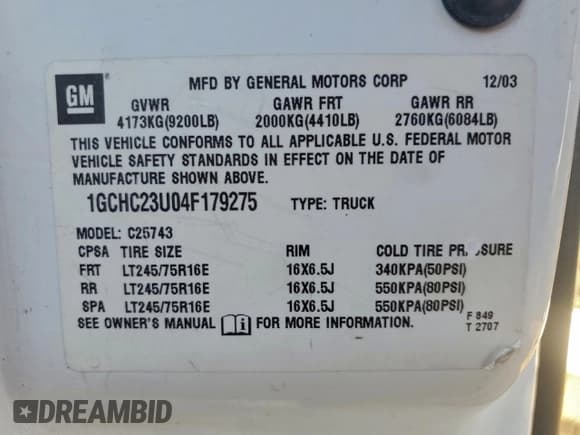 GM ®
MFD BY GENERAL MOTORS CORP 12/03
GVWR GAWR FRT GAWR RR
4173KG(9200LB) 2000KG(4410LB) 2760KG(6084LB)
THIS VEHICLE CONFORMS TO ALL APPLICABLE U.S. FEDERAL MOTOR
VEHICLE SAFETY STANDARDS IN EFFECT ON THE DATE OF
MANUFACTURE SHOWN ABOVE.
1GCHC23U04F179275 TYPE: TRUCK
MODEL: C25743
CPSA TIRE SIZE RIM COLD TIRE PRESSURE
FRT LT245/75R16E 16X6.5J 340KPA(50PSI)
RR LT245/75R16E 16X6.5J 550KPA(80PSI)
SPA LT245/75R16E 16X6.5J 550KPA(80PSI)
SEE OWNER'S MANUAL FOR MORE INFORMATION.
F 849
T 2707
DREAMBID